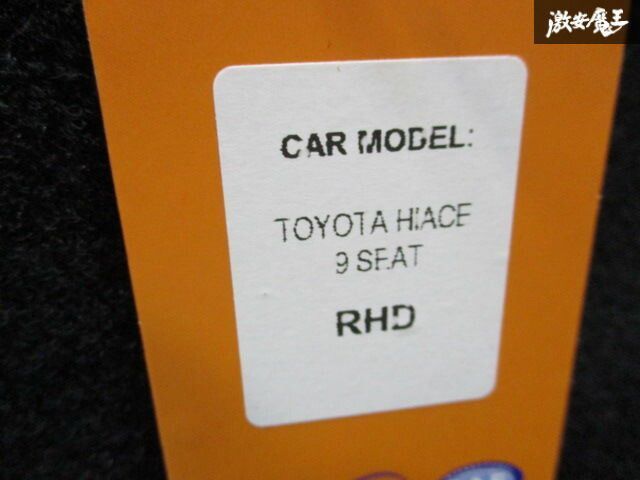 激安魔王
CAR MODEL:
TOYOTA HIACE
9 SEAT
RHD